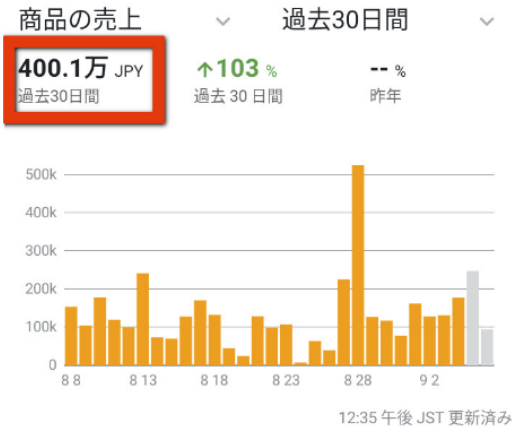 商品の売上 過去30日間
400.1万 JPY ↑103 % -- %
過去30日間 過去 30 日間 昨年
500k
400k
300k
200k
100k
0
8 8 8 13 8 18 8 23 8 28 9 2
12:35 午後 JST 更新済み